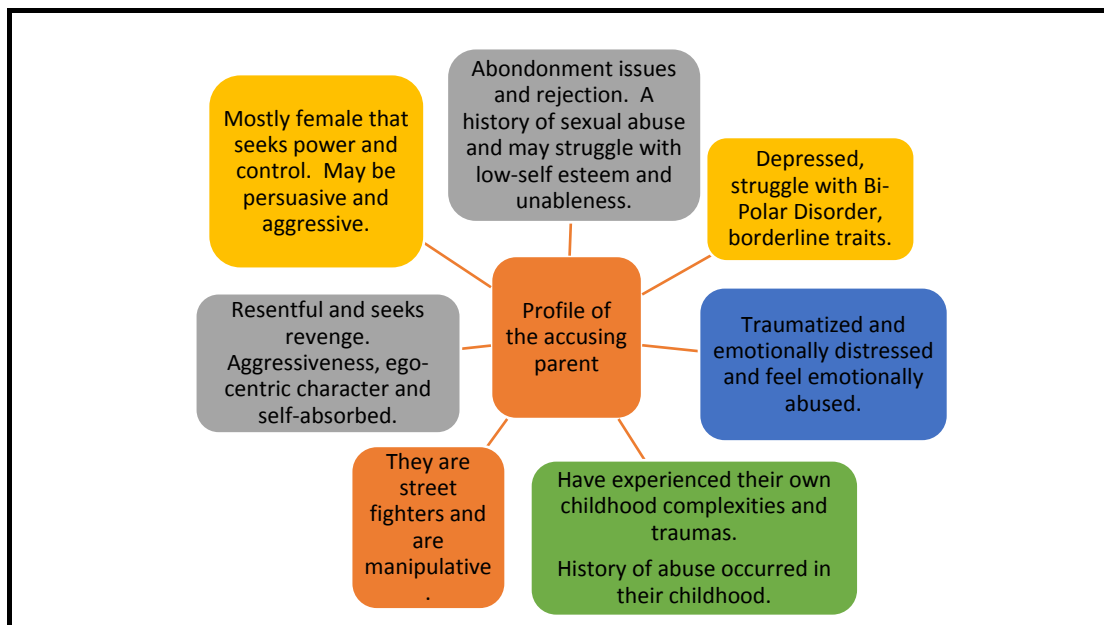 Abondonment issues
and rejection.  A
history of sexual abuse
and may struggle with
low-self esteem and
unableness.
Mostly female that
seeks power and
control.  May be
persuasive and
aggressive.
Depressed,
struggle with Bi-
Polar Disorder,
borderline traits.
Resentful and seeks
revenge.
Aggressiveness, ego-
centric character and
self-absorbed.
Profile of
the accusing
parent
Traumatized and
emotionally distressed
and feel emotionally
abused.
They are
street
fighters and
are
manipulative
.
Have experienced their own
childhood complexities and
traumas.
History of abuse occurred in
their childhood.